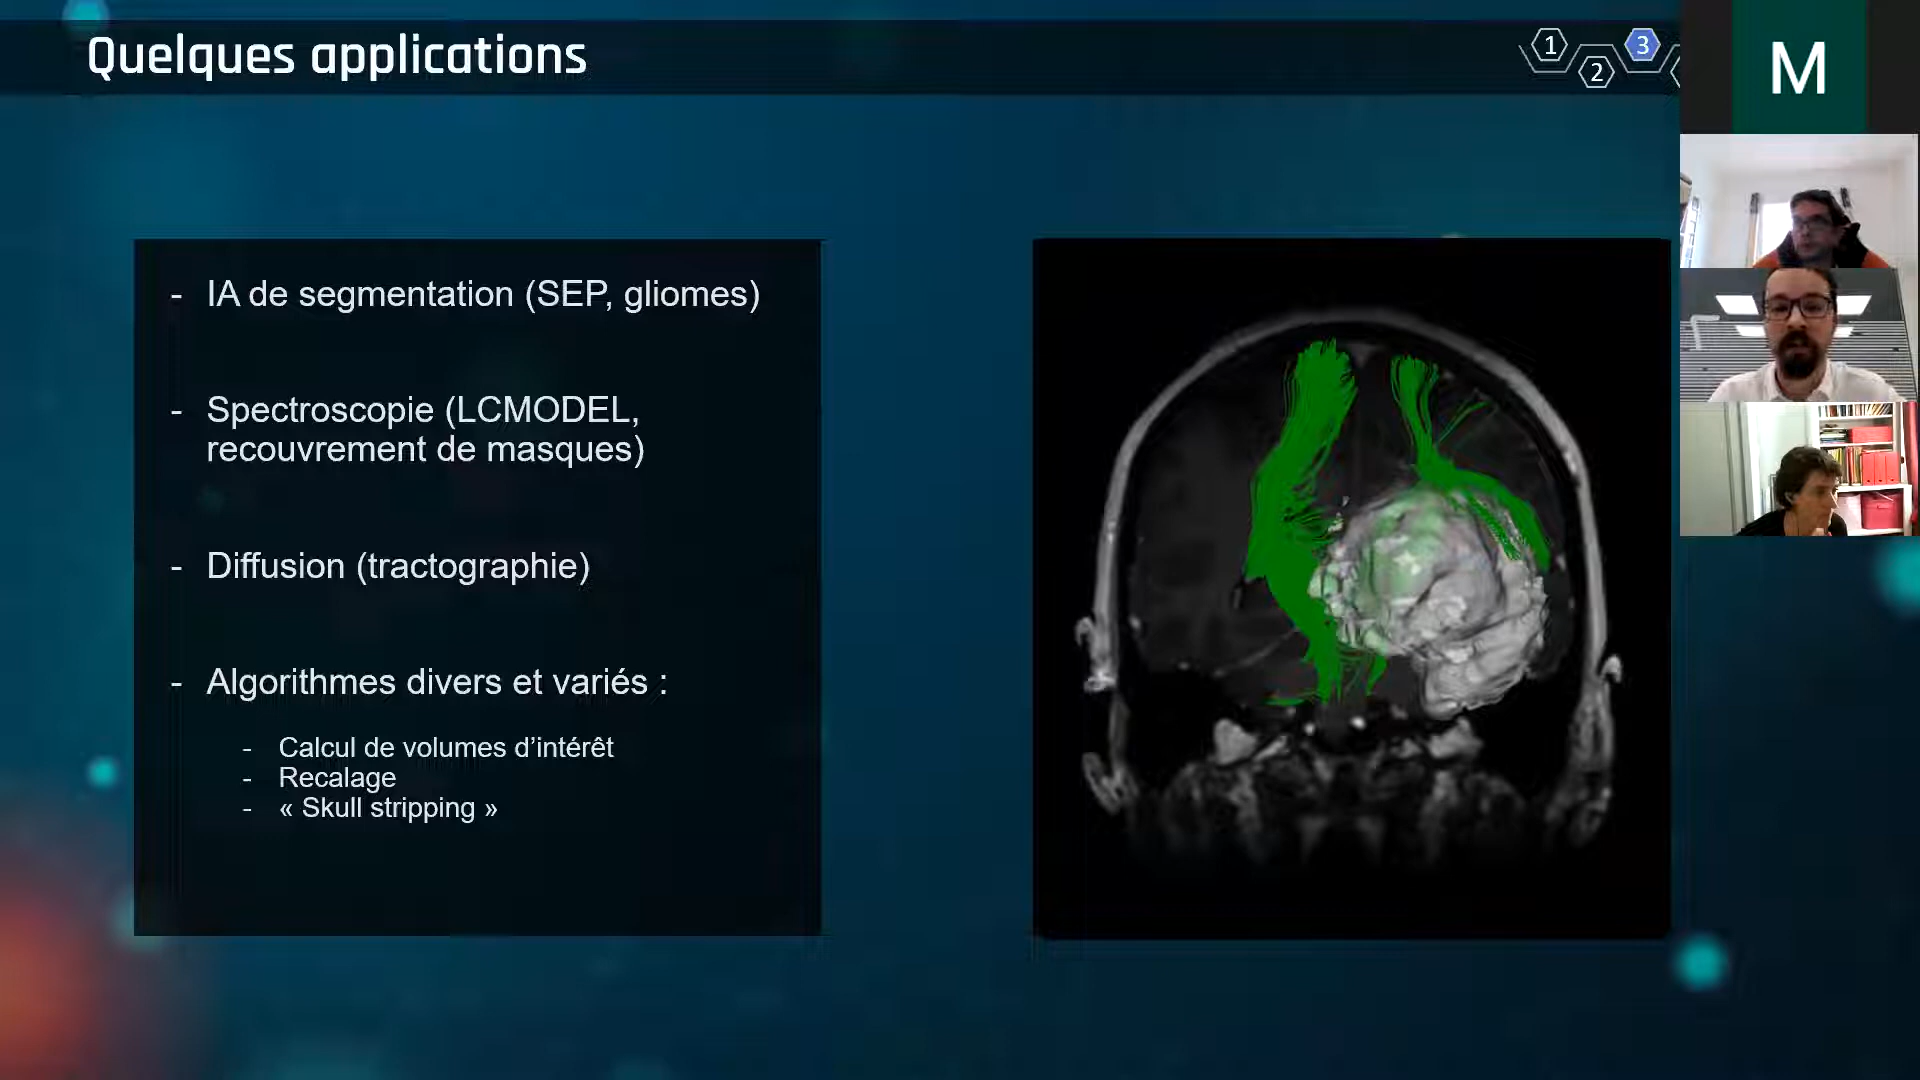 Quelques applications
1
2
3
M
- IA de segmentation (SEP, gliomes)
- Spectroscopie (LCMODEL,
recouvrement de masques)
- Diffusion (tractographie)
- Algorithmes divers et variés :
- Calcul de volumes d’intérêt
- Recalage
- « Skull stripping »